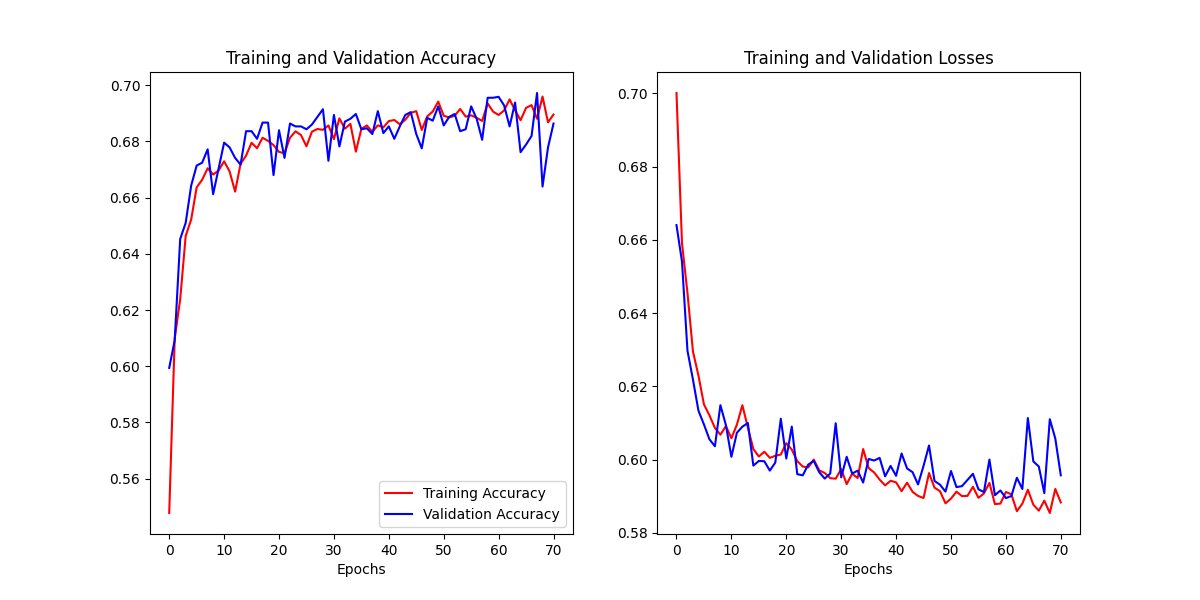 Training and Validation Accuracy
0.70
0.68
0.66
0.64
0.62
0.60
0.58
0.56
0 10 20 30 40 50 60 70
Epochs
Training Accuracy
Validation Accuracy
Training and Validation Losses
0.70
0.68
0.66
0.64
0.62
0.60
0.58
0 10 20 30 40 50 60 70
Epochs